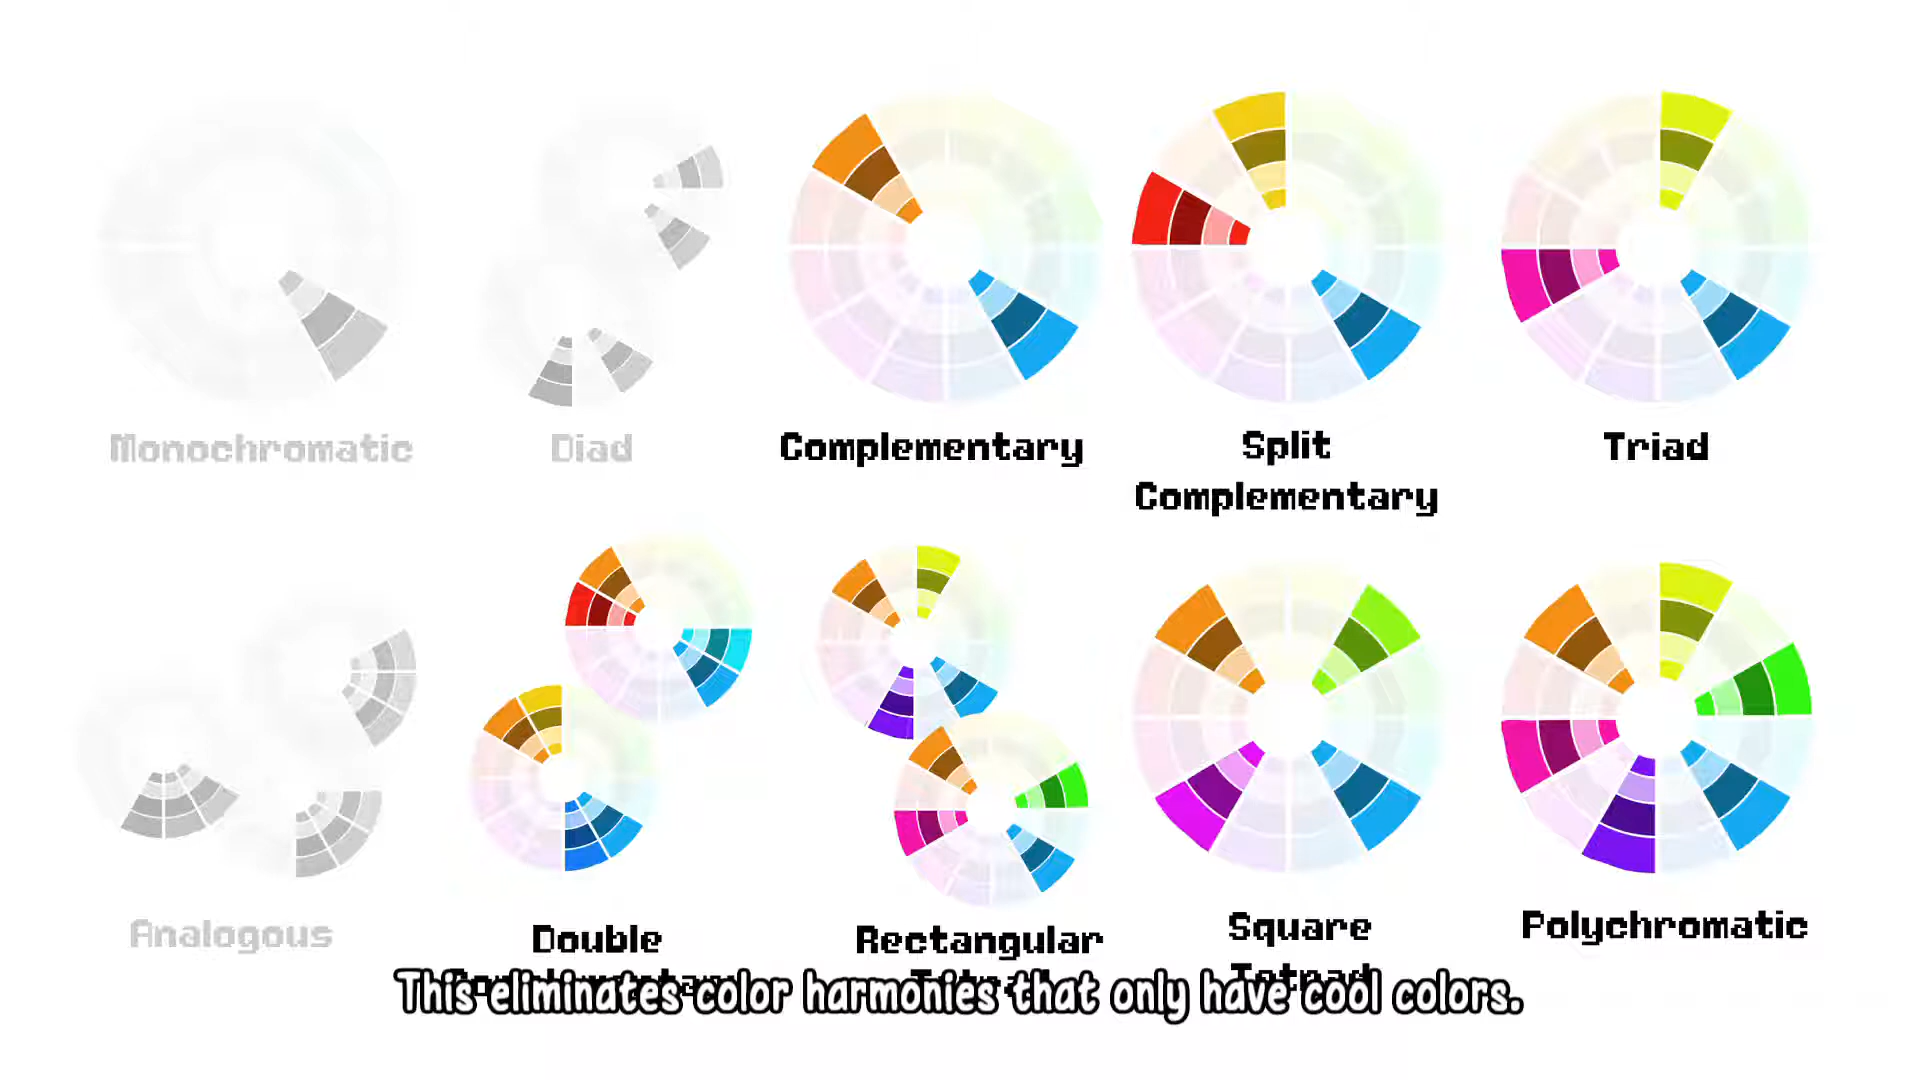 Monochromatic
Diad
Complementary
Split
Complementary
Triad
Analogous
Double
Rectangular
Square
Polychromatic
This eliminates color harmonies that only have cool colors.